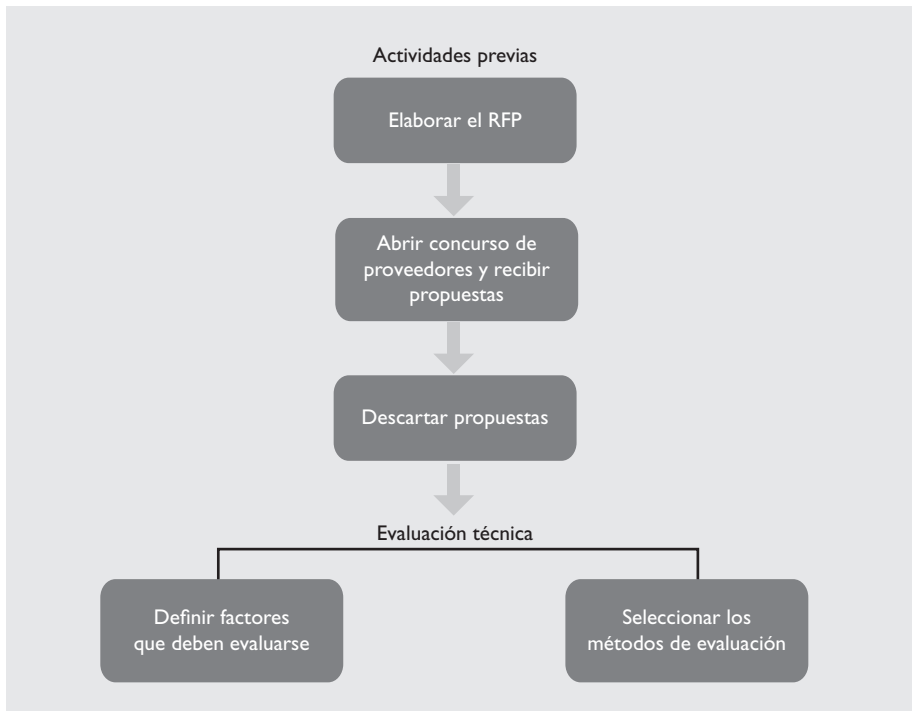 Actividades previas
Elaborar el RFP
Abrir concurso de
proveedores y recibir
propuestas
Descartar propuestas
Evaluación técnica
Definir factores
que deben evaluarse
Seleccionar los
métodos de evaluación